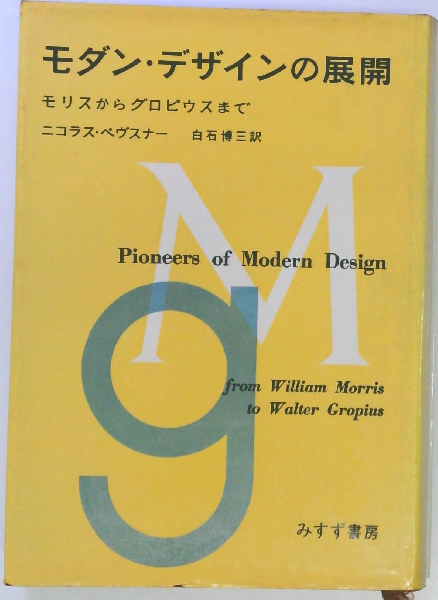 モダン・デザインの展開
モリスからグロピウスまで
ニコラス・ペヴスナー 白石博三訳
M
Pioneers of Modern Design
g
from William Morris
to Walter Gropius
みすず書房